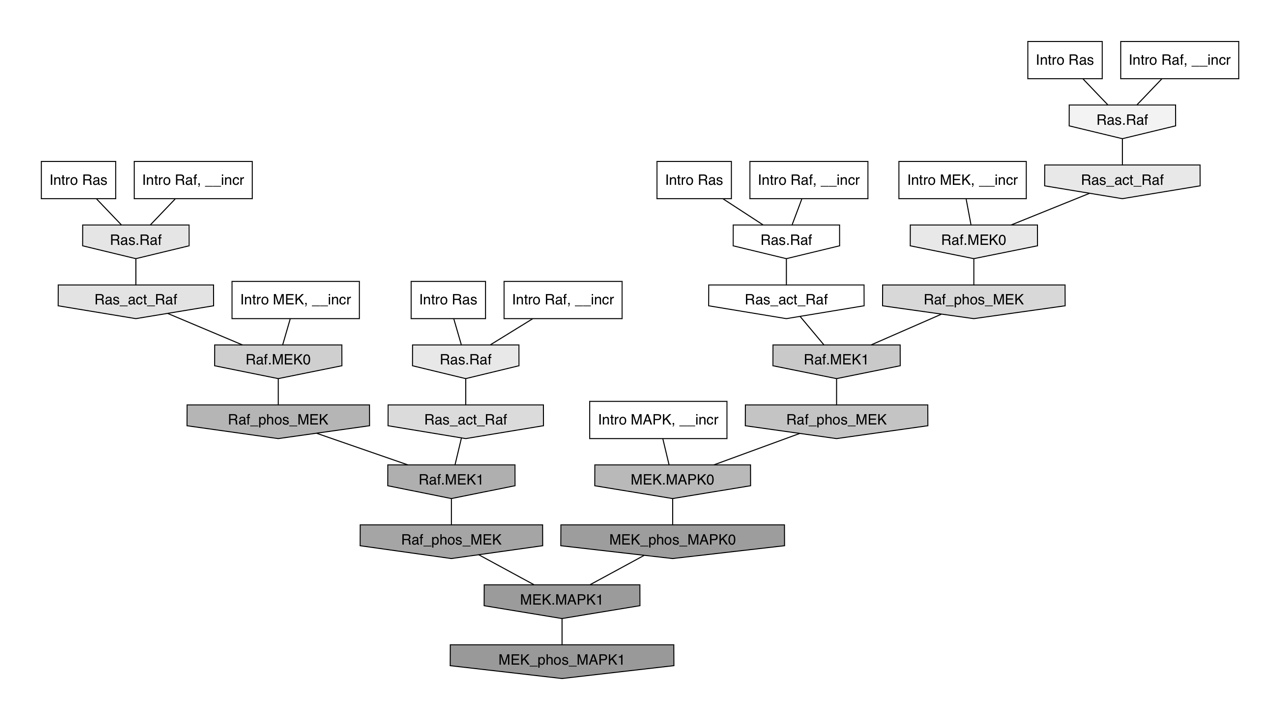 Intro Ras
Intro Raf, __incr
Ras.Raf
Intro Ras
Intro Raf, __incr
Intro Ras
Intro Raf, __incr
Intro MEK, __incr
Ras_act_Raf
Ras.Raf
Ras.Raf
Raf.MEK0
Ras_act_Raf
Intro MEK, __incr
Intro Ras
Intro Raf, __incr
Ras_act_Raf
Raf_phos_MEK
Raf.MEK0
Ras.Raf
Raf.MEK1
Raf_phos_MEK
Ras_act_Raf
Intro MAPK, __incr
Raf_phos_MEK
Raf.MEK1
MEK.MAPK0
Raf_phos_MEK
MEK_phos_MAPK0
MEK.MAPK1
MEK_phos_MAPK1